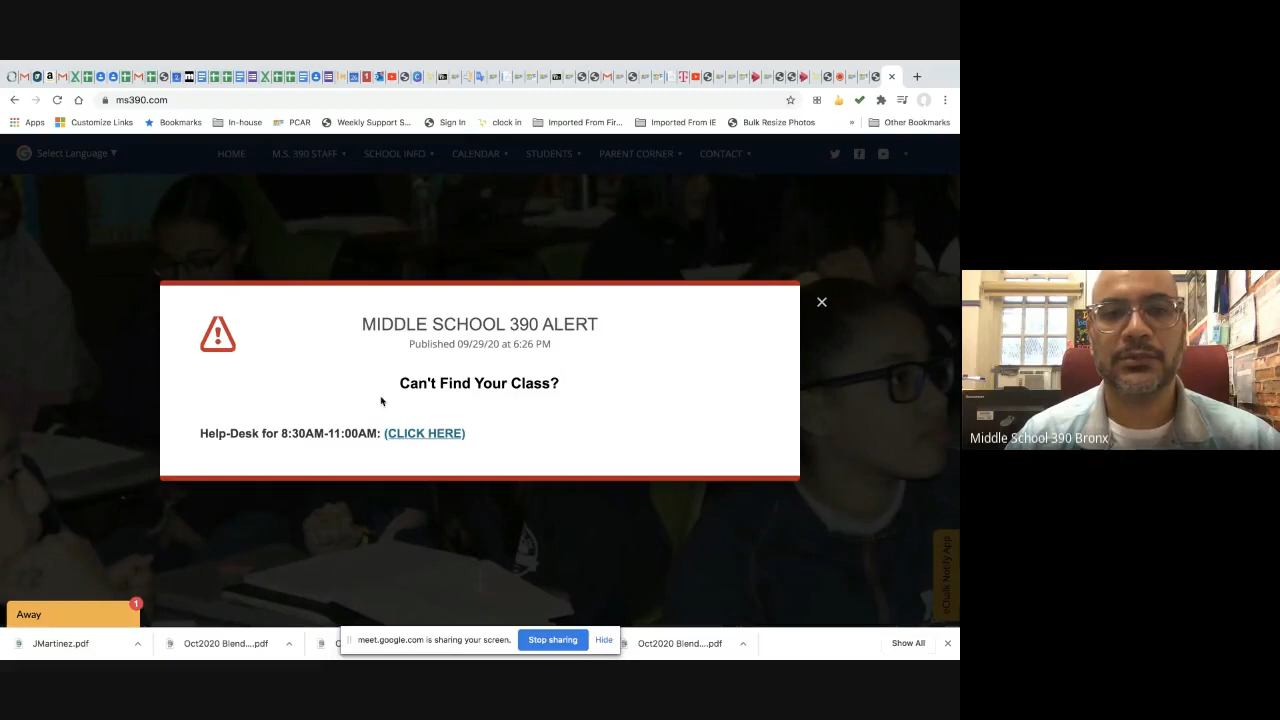 ms390.com
Apps
Customize Links
Bookmarks
In-house
PCAR
Weekly Support S...
Sign In
clock in
Imported From Fir...
Imported From IE
Bulk Resize Photos
»
Other Bookmarks
Select Language ▼
HOME
M.S. 390 STAFF
SCHOOL INFO
CALENDAR
STUDENTS
PARENT CORNER
CONTACT
MIDDLE SCHOOL 390 ALERT
Published 09/29/20 at 6:26 PM
Can't Find Your Class?
Help-Desk for 8:30AM-11:00AM: (CLICK HERE)
Middle School 390 Bronx
eChalk Notify App
Away
1
JMartinez.pdf
Oct2020 Blend....pdf
meet.google.com is sharing your screen.
Stop sharing
Hide
Oct2020 Blend....pdf
Show All